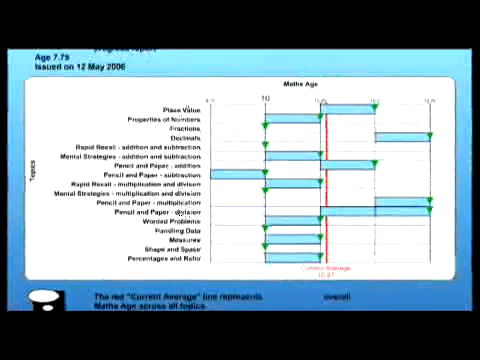 progress report
Age 7.75
Issued on 12 May 2006
Maths Age
10
Topics
Place Value
Properties of Numbers
Fractions
Decimals
Rapid Recall - addition and subtraction
Mental Strategies - addition and subtraction
Pencil and Paper - addition
Pencil and Paper - subtraction
Rapid Recall - multiplication and divison
Mental Strategies - multiplication and divison
Pencil and Paper - multiplication
Pencil and Paper - division
Worded Problems
Handling Data
Measures
Shape and Space
Percentages and Ratio
Current Average
The red "Current Average" line represents overall
Maths Age across all topics.